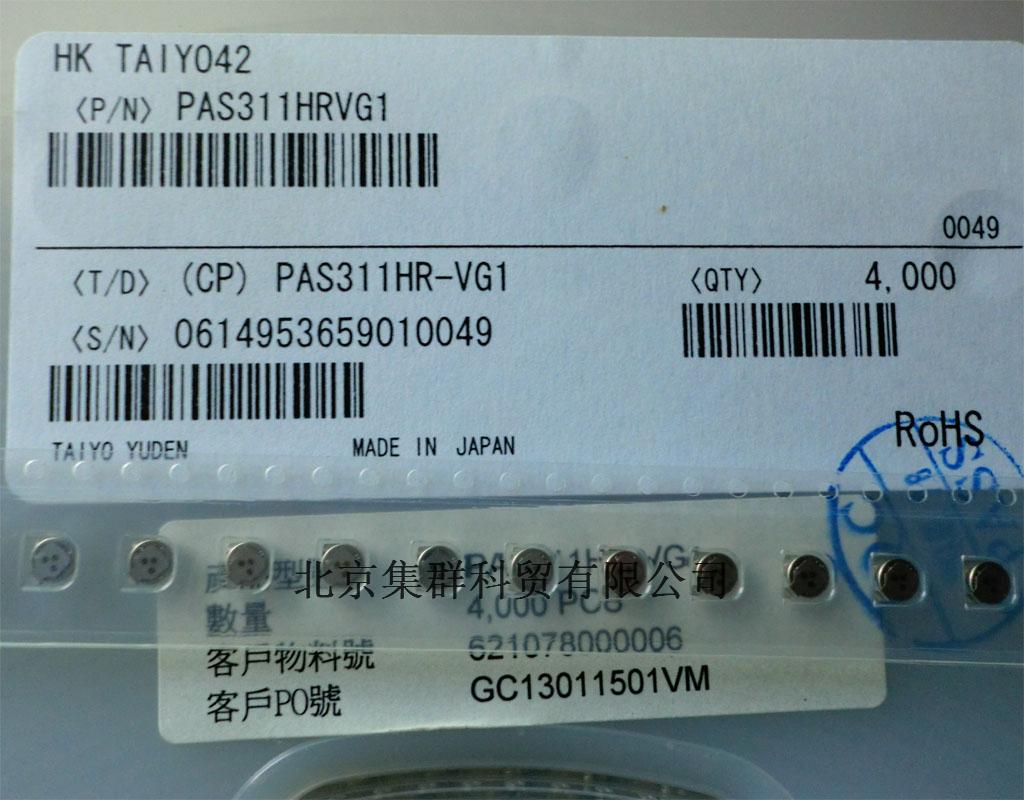 HK TAIYO42
〈P/N〉 PAS311HRVG1
0049
〈T/D〉 (CP) PAS311HR-VG1
〈QTY〉 4,000
〈S/N〉 0614953659010049
RoHS
TAIYO YUDEN MADE IN JAPAN
北京集群科贸有限公司
數量 4,000 PCS
客戶物料號 621078000006
客戶PO號 GC13011501VM